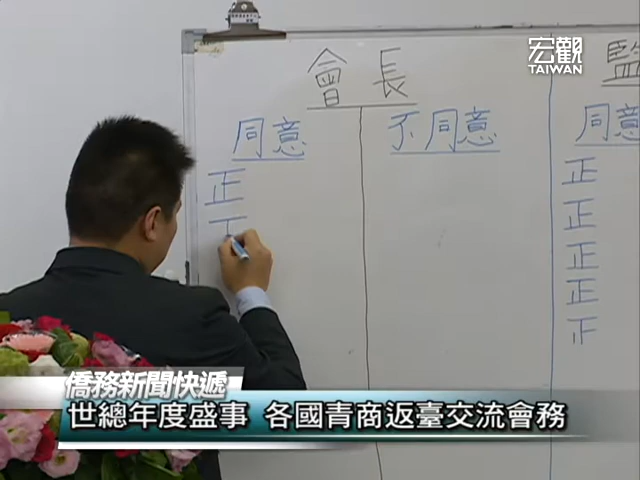 宏觀
TAIWAN
會長
監
同意
不同意
同意
正
正
正
正
正
正
僑務新聞快遞
世總年度盛事 各國青商返臺交流會務